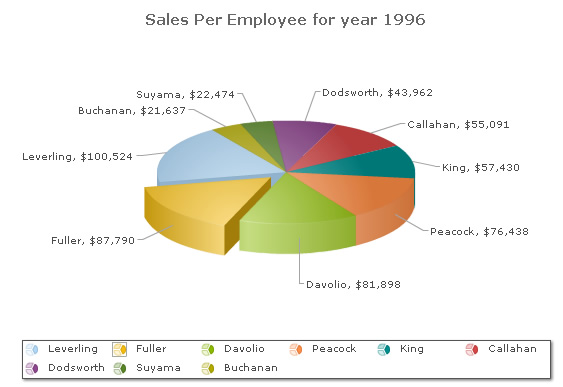 Sales Per Employee for year 1996
Suyama, $22,474
Dodsworth, $43,962
Buchanan, $21,637
Callahan, $55,091
Leverling, $100,524
King, $57,430
Fuller, $87,790
Peacock, $76,438
Davolio, $81,898
Leverling Fuller Davolio Peacock King Callahan
Dodsworth Suyama Buchanan